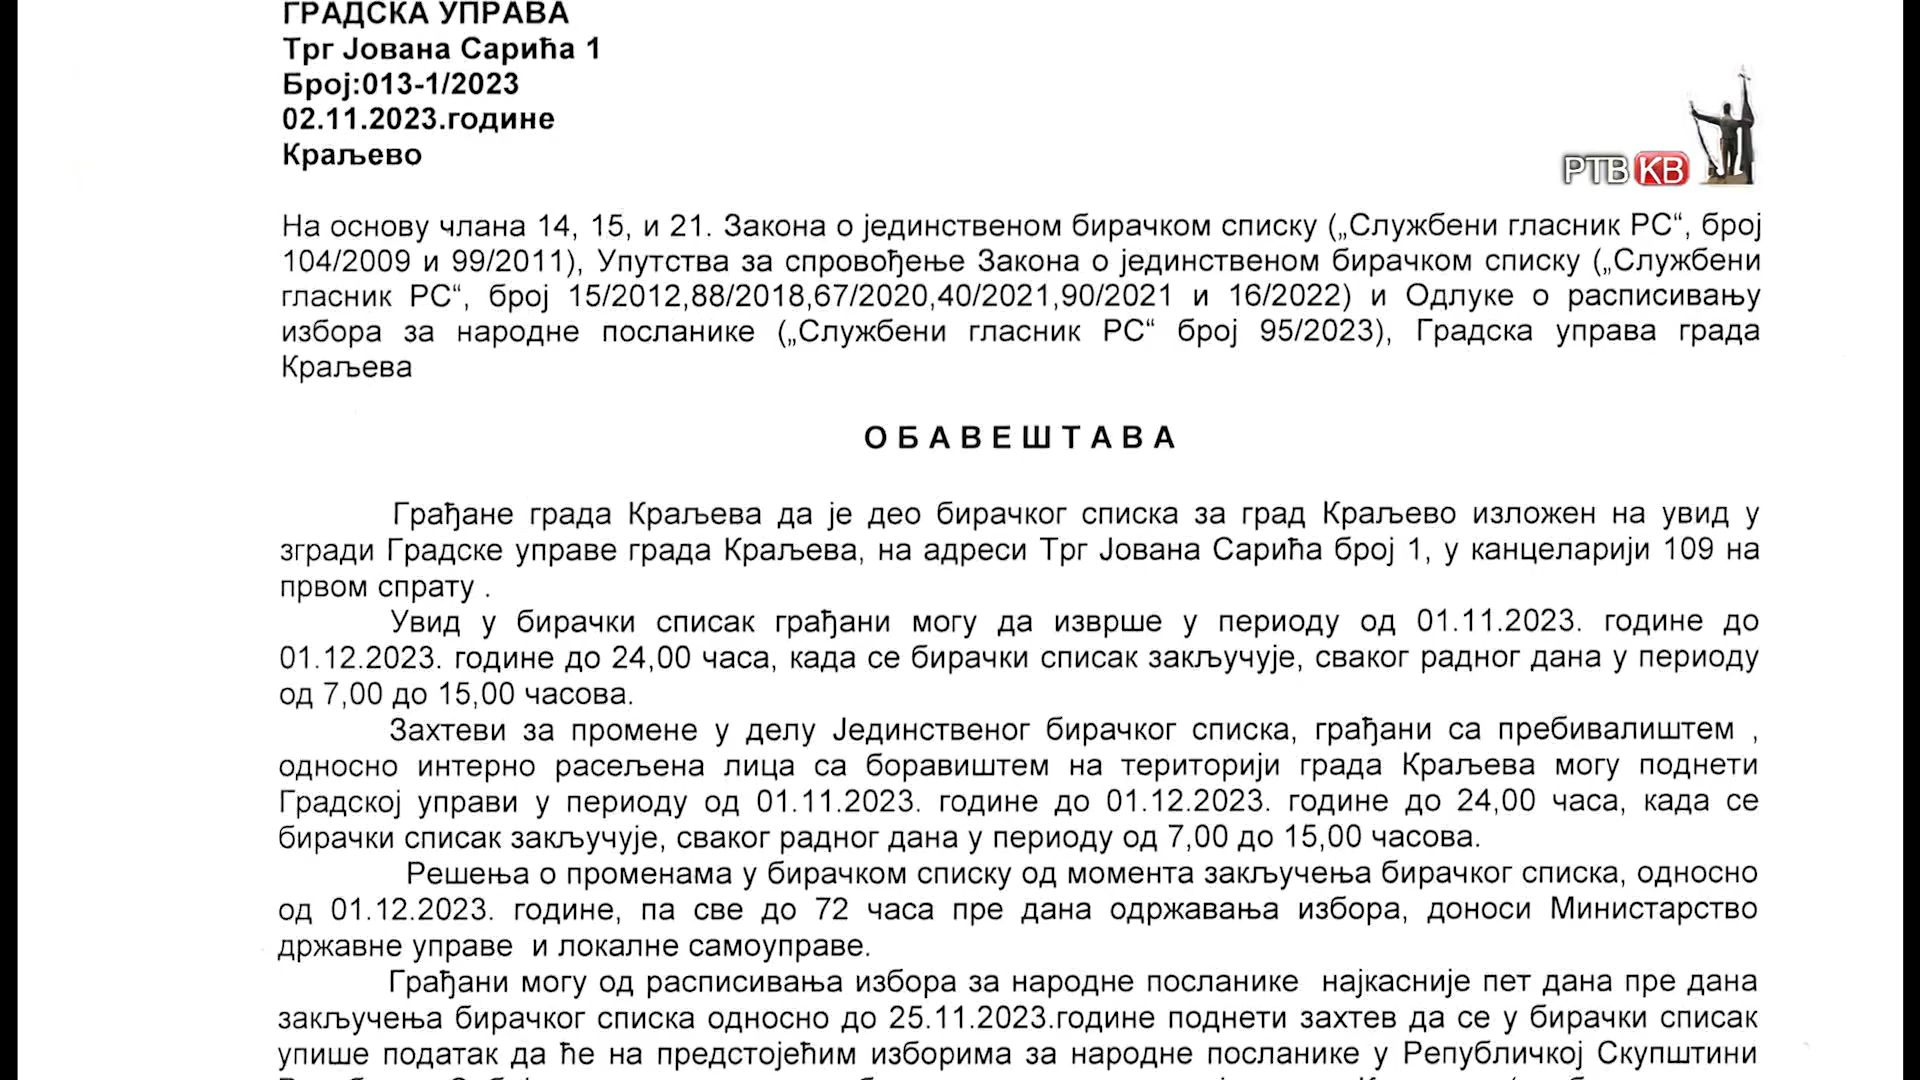 ГРАДСКА УПРАВА
Трг Јована Сарића 1
Број:013-1/2023
02.11.2023.године
Краљево
РТВ КВ
На основу члана 14, 15, и 21. Закона о јединственом бирачком списку („Службени гласник РС“, број
104/2009 и 99/2011), Упутства за спровођење Закона о јединственом бирачком списку („Службени
гласник РС“, број 15/2012,88/2018,67/2020,40/2021,90/2021 и 16/2022) и Одлуке о расписивању
избора за народне посланике („Службени гласник РС“ број 95/2023), Градска управа града
Краљева
О Б А В Е Ш Т А В А
Грађане града Краљева да је део бирачког списка за град Краљево изложен на увид у
згради Градске управе града Краљева, на адреси Трг Јована Сарића број 1, у канцеларији 109 на
првом спрату .
Увид у бирачки списак грађани могу да изврше у периоду од 01.11.2023. године до
01.12.2023. године до 24,00 часа, када се бирачки списак закључује, сваког радног дана у периоду
од 7,00 до 15,00 часова.
Захтеви за промене у делу Јединственог бирачког списка, грађани са пребивалиштем ,
односно интерно расељена лица са боравиштем на територији града Краљева могу поднети
Градској управи у периоду од 01.11.2023. године до 01.12.2023. године до 24,00 часа, када се
бирачки списак закључује, сваког радног дана у периоду од 7,00 до 15,00 часова.
Решења о променама у бирачком списку од момента закључења бирачког списка, односно
од 01.12.2023. године, па све до 72 часа пре дана одржавања избора, доноси Министарство
државне управе и локалне самоуправе.
Грађани могу од расписивања избора за народне посланике најкасније пет дана пре дана
закључења бирачког списка односно до 25.11.2023.године поднети захтев да се у бирачки списак
упише податак да ће на предстојећим изборима за народне посланике у Републичкој Скупштини